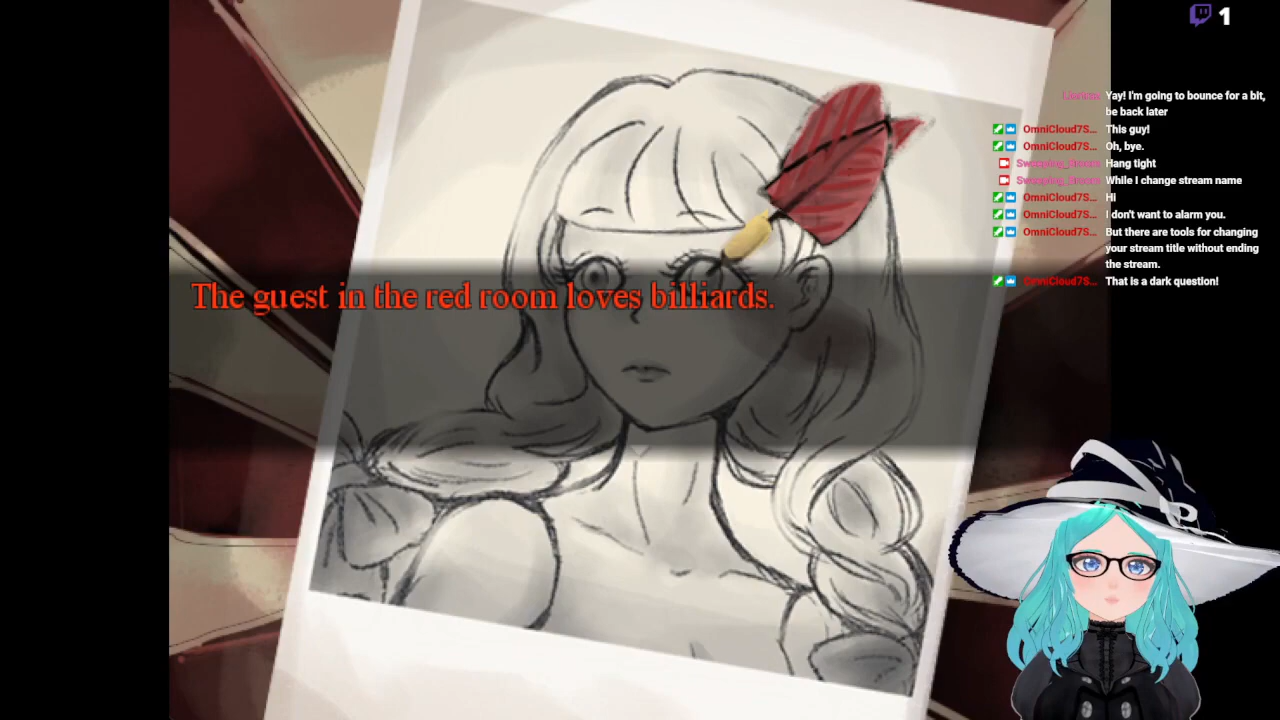 1
Yay! I'm going to bounce for a bit,
be back later
OmniCloud7S... This guy!
OmniCloud7S... Oh, bye.
Hang tight
While I change stream name
OmniCloud7S... Hi
OmniCloud7S... I don't want to alarm you.
OmniCloud7S... But there are tools for changing
your stream title without ending
the stream.
OmniCloud7S... That is a dark question!
The guest in the red room loves billiards.